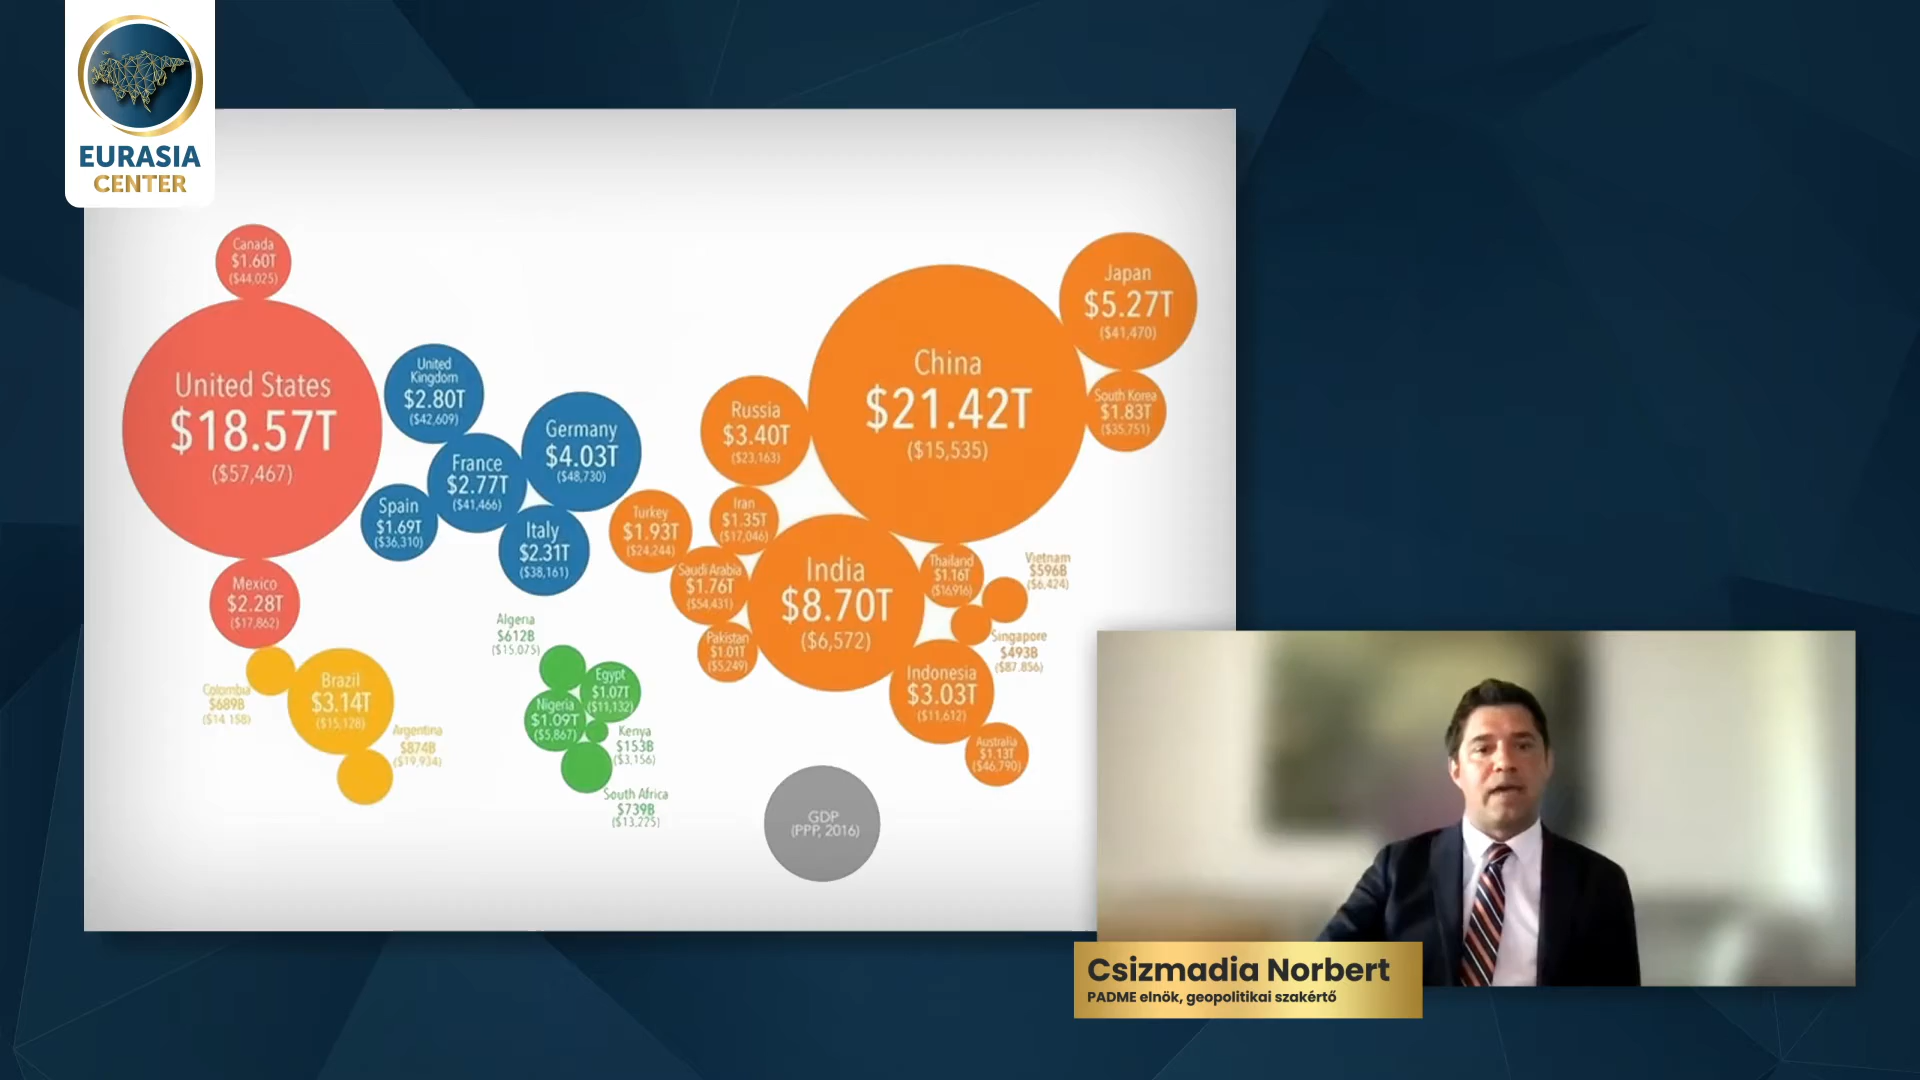 EURASIA
CENTER
Canada
$1.60T
($44,025)
United States
$18.57T
($57,467)
Mexico
$2.28T
($17,862)
Colombia
$689B
($14 158)
Brazil
$3.14T
($15,128)
Argentina
$874B
($19,934)
United
Kingdom
$2.80T
($42,609)
France
$2.77T
($41,466)
Germany
$4.03T
($48,730)
Spain
$1.69T
($36,310)
Italy
$2.31T
($38,161)
Algeria
$612B
($15,075)
Egypt
$1.07T
($11,132)
Nigeria
$1.09T
($5,867)
Kenya
$153B
($3,156)
South Africa
$739B
($13,225)
Turkey
$1.93T
($24,244)
Russia
$3.40T
($23,163)
Iran
$1.35T
($17,046)
Saudi Arabia
$1.76T
($54,431)
Pakistan
$1.01T
($5,249)
India
$8.70T
($6,572)
China
$21.42T
($15,535)
Japan
$5.27T
($41,470)
South Korea
$1.83T
($35,751)
Thailand
$1.16T
($16,916)
Vietnam
$596B
($6,424)
Singapore
$493B
($87,856)
Indonesia
$3.03T
($11,612)
Australia
$1.13T
($46,790)
GDP
(PPP, 2016)
Csizmadia Norbert
PADME elnök, geopolitikai szakértő